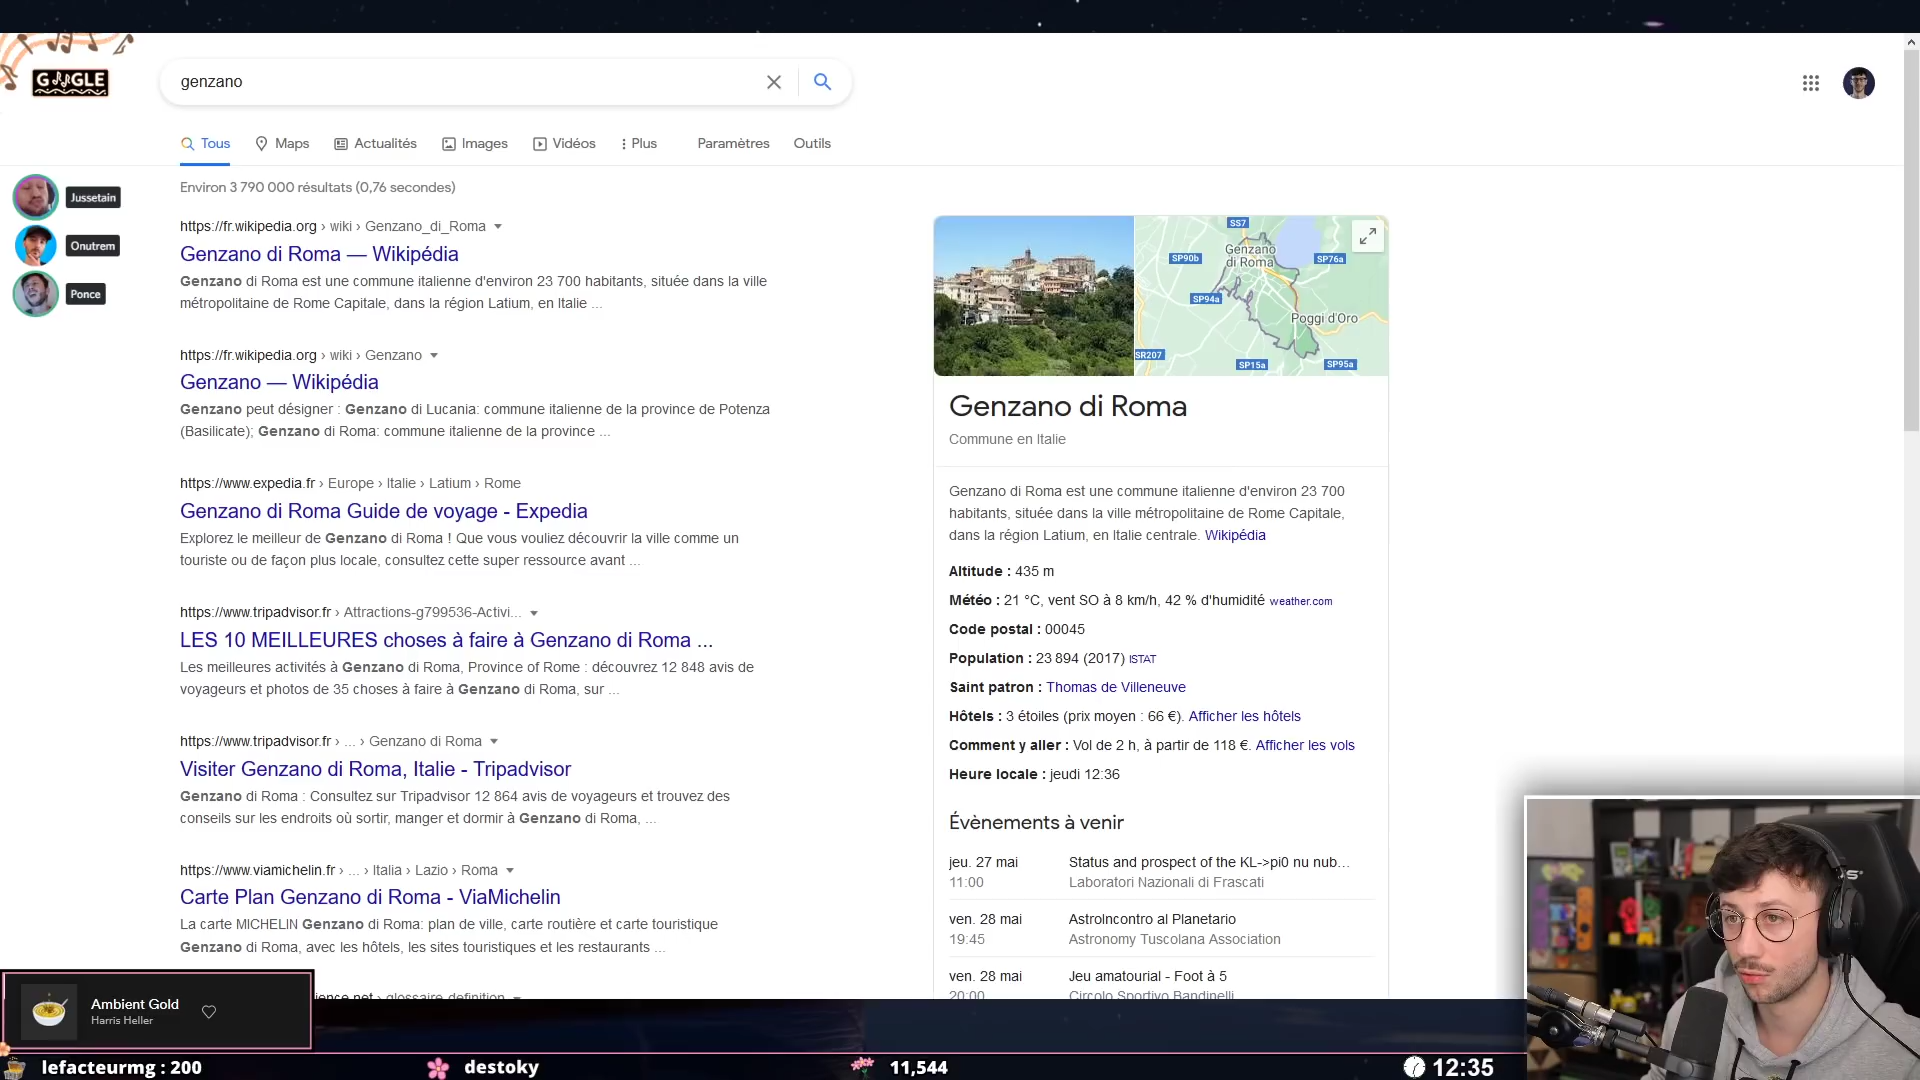 GOOGLE
genzano
Tous Maps Actualités Images Vidéos Plus Paramètres Outils
Environ 3 790 000 résultats (0,76 secondes)
Jussetain
Onutrem
Ponce
https://fr.wikipedia.org › wiki › Genzano_di_Roma
Genzano di Roma — Wikipédia
Genzano di Roma est une commune italienne d'environ 23 700 habitants, située dans la ville
métropolitaine de Rome Capitale, dans la région Latium, en Italie ...
https://fr.wikipedia.org › wiki › Genzano
Genzano — Wikipédia
Genzano peut désigner : Genzano di Lucania: commune italienne de la province de Potenza
(Basilicate); Genzano di Roma: commune italienne de la province ...
https://www.expedia.fr › Europe › Italie › Latium › Rome
Genzano di Roma Guide de voyage - Expedia
Explorez le meilleur de Genzano di Roma ! Que vous vouliez découvrir la ville comme un
touriste ou de façon plus locale, consultez cette super ressource avant ...
https://www.tripadvisor.fr › Attractions-g799536-Activi...
LES 10 MEILLEURES choses à faire à Genzano di Roma ...
Les meilleures activités à Genzano di Roma, Province of Rome : découvrez 12 848 avis de
voyageurs et photos de 35 choses à faire à Genzano di Roma, sur ...
https://www.tripadvisor.fr › ... › Genzano di Roma
Visiter Genzano di Roma, Italie - Tripadvisor
Genzano di Roma : Consultez sur Tripadvisor 12 864 avis de voyageurs et trouvez des
conseils sur les endroits où sortir, manger et dormir à Genzano di Roma, ...
https://www.viamichelin.fr › ... › Italia › Lazio › Roma
Carte Plan Genzano di Roma - ViaMichelin
La carte MICHELIN Genzano di Roma: plan de ville, carte routière et carte touristique
Genzano di Roma, avec les hôtels, les sites touristiques et les restaurants ...
ience.net › glossaire-definition
SS7
Genzano
di Roma
SP90b
SP76a
SP94a
Poggi d'Oro
SR207
SP15a
SP95a
Genzano di Roma
Commune en Italie
Genzano di Roma est une commune italienne d'environ 23 700
habitants, située dans la ville métropolitaine de Rome Capitale,
dans la région Latium, en Italie centrale. Wikipédia
Altitude : 435 m
Météo : 21 °C, vent SO à 8 km/h, 42 % d'humidité weather.com
Code postal : 00045
Population : 23 894 (2017) ISTAT
Saint patron : Thomas de Villeneuve
Hôtels : 3 étoiles (prix moyen : 66 €). Afficher les hôtels
Comment y aller : Vol de 2 h, à partir de 118 €. Afficher les vols
Heure locale : jeudi 12:36
Évènements à venir
jeu. 27 mai Status and prospect of the KL->pi0 nu nub...
11:00 Laboratori Nazionali di Frascati
ven. 28 mai AstroIncontro al Planetario
19:45 Astronomy Tuscolana Association
ven. 28 mai Jeu amatourial - Foot à 5
20:00 Circolo Sportivo Bandinelli
Ambient Gold
Harris Heller
lefacteurmg : 200 destoky 11,544 12:35